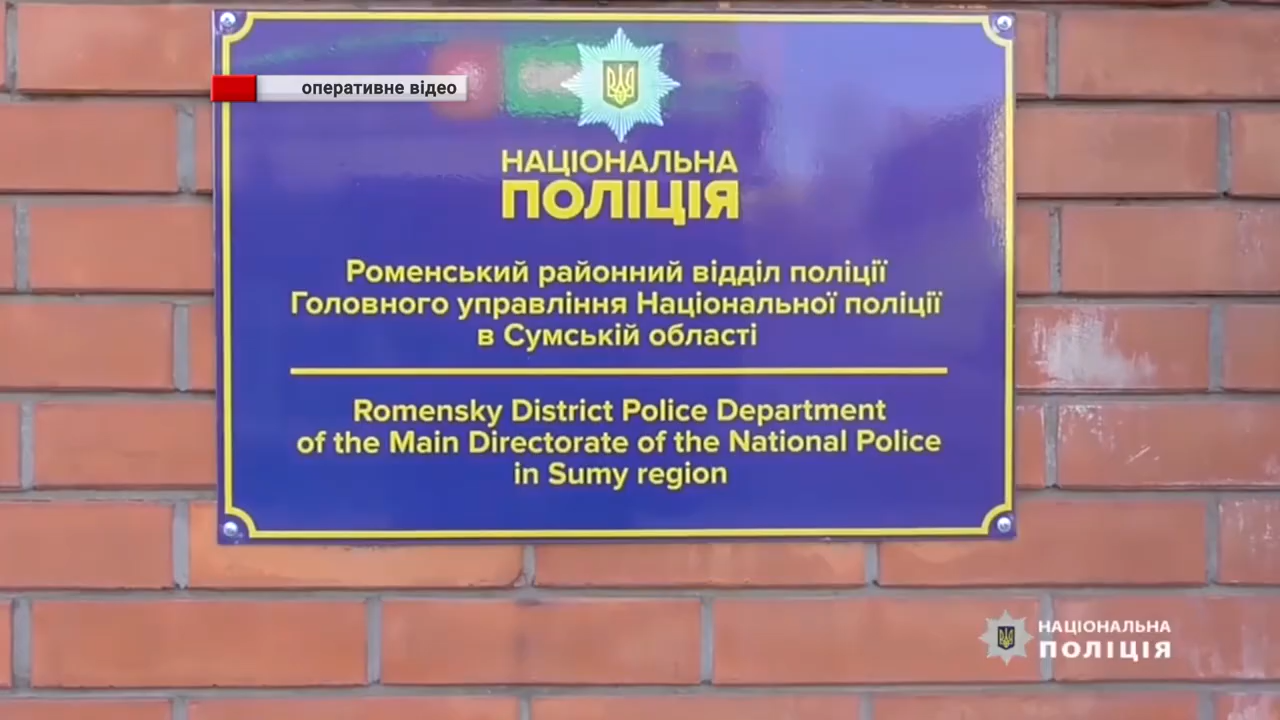 оперативне відео
НАЦІОНАЛЬНА
ПОЛІЦІЯ
Роменський районний відділ поліції
Головного управління Національної поліції
в Сумській області
Romensky District Police Department
of the Main Directorate of the National Police
in Sumy region
НАЦІОНАЛЬНА
ПОЛІЦІЯ